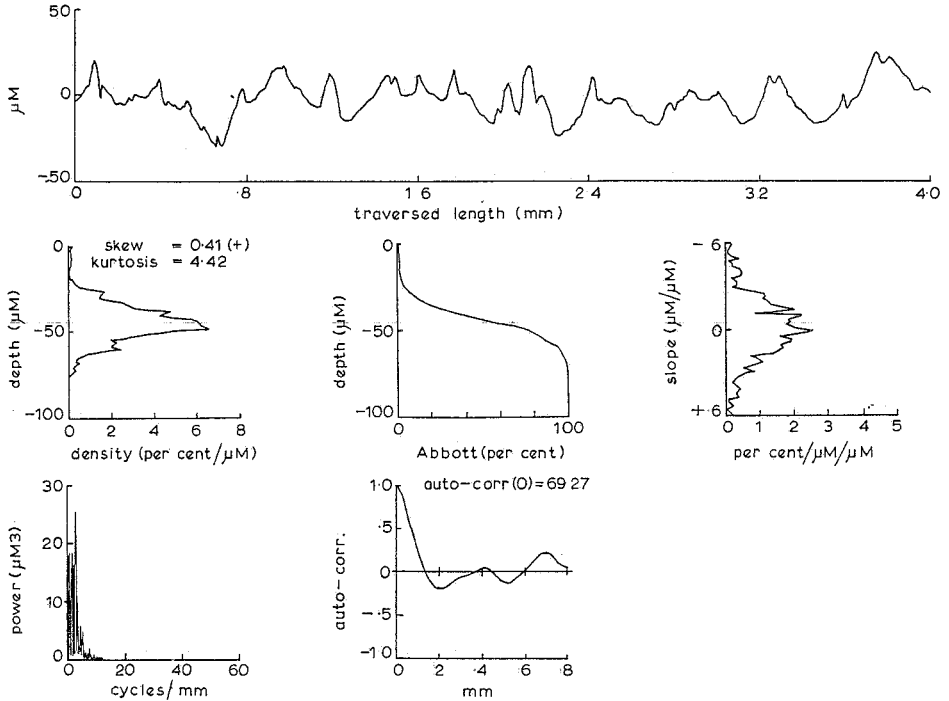 50
0
-50
μM
·0 ·8 1·6 2·4 3·2 4·0
traversed length (mm)
0
-50
-100
depth (μM)
skew = 0·41 (+)
kurtosis = 4·42
0 2 4 6 8
density (per cent/μM)
0
-50
-100
depth (μM)
0 100
Abbott (per cent)
-·6
0
+·6
slope (μM/μM)
0 1 2 3 4 5
per cent/μM/μM
30
20
10
0
power (μM3)
0 20 40 60
cycles/mm
1·0
·5
0
-·5
-1·0
auto-corr.
auto-corr(0)=69·27
0 ·2 ·4 ·6 ·8
mm